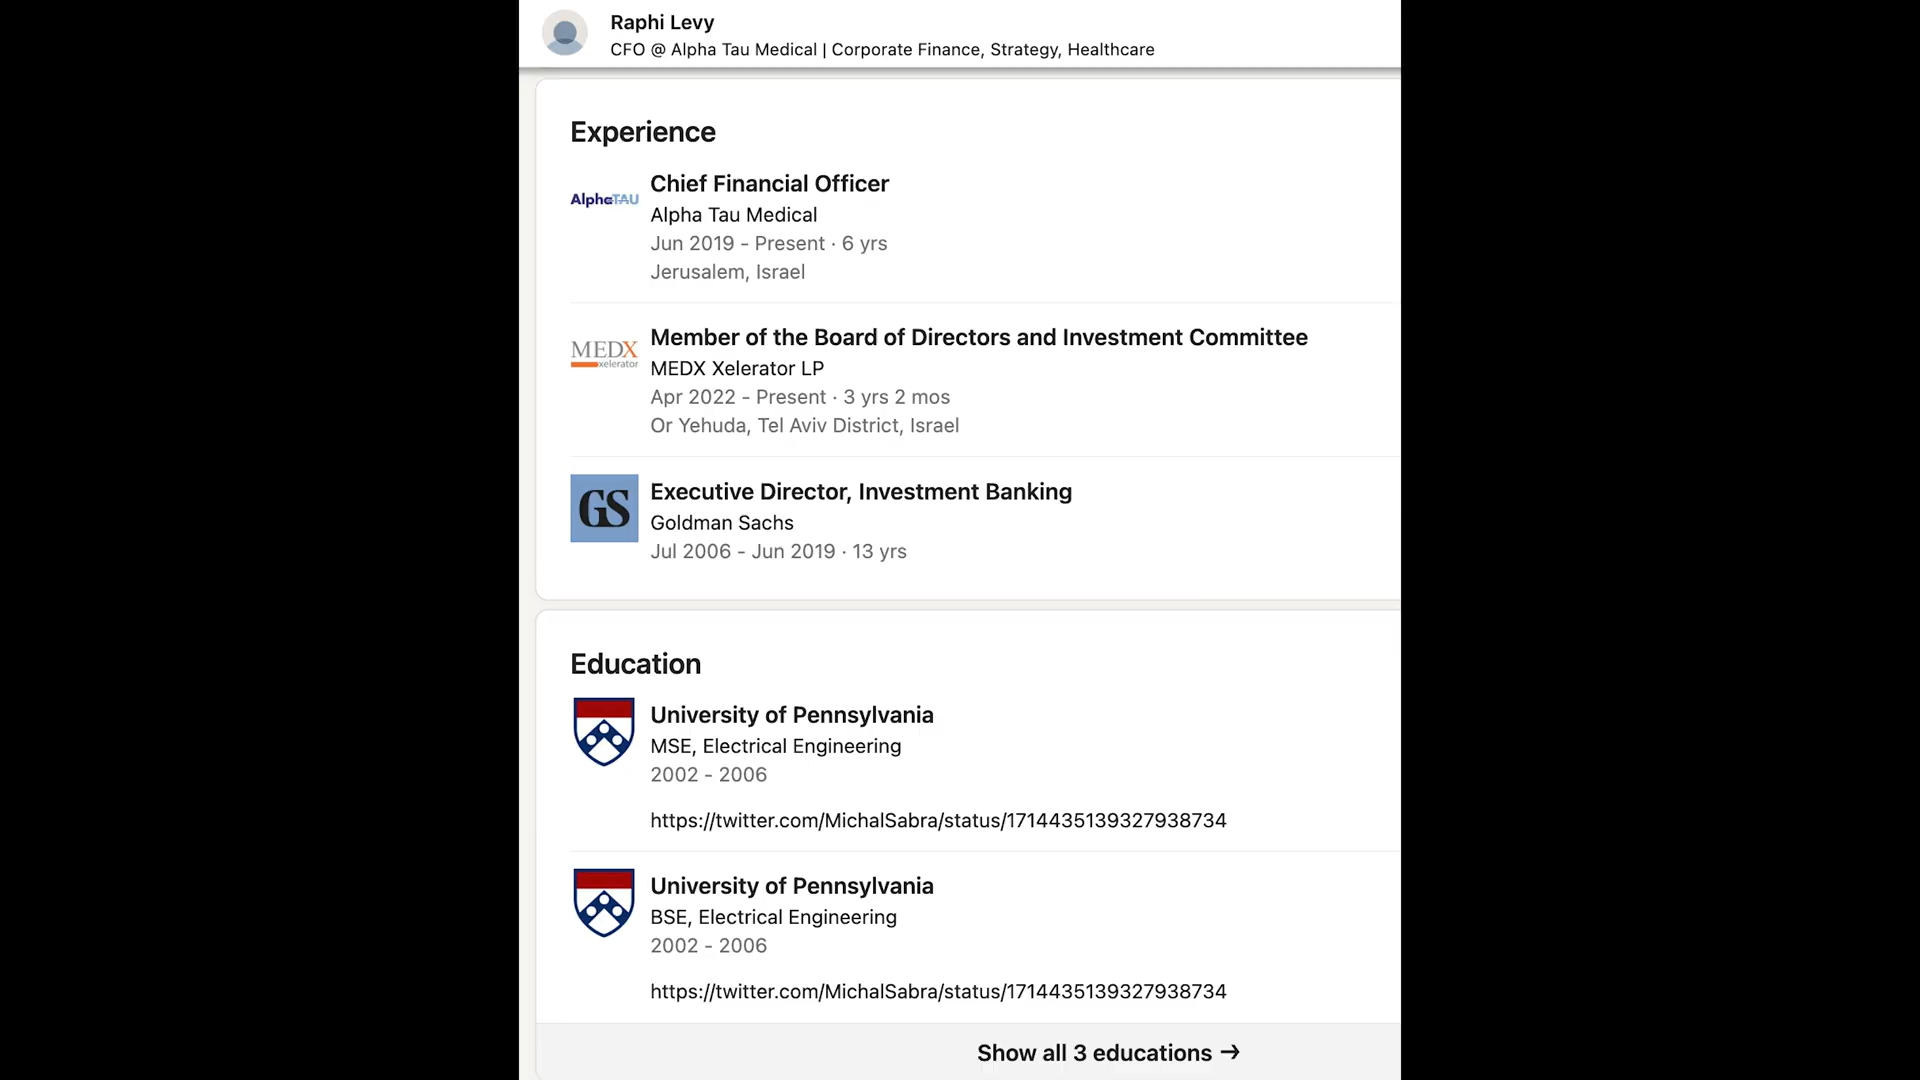 Raphi Levy
CFO @ Alpha Tau Medical | Corporate Finance, Strategy, Healthcare
Experience
AlphaTAU
Chief Financial Officer
Alpha Tau Medical
Jun 2019 - Present · 6 yrs
Jerusalem, Israel
MEDX
xelerator
Member of the Board of Directors and Investment Committee
MEDX Xelerator LP
Apr 2022 - Present · 3 yrs 2 mos
Or Yehuda, Tel Aviv District, Israel
GS
Executive Director, Investment Banking
Goldman Sachs
Jul 2006 - Jun 2019 · 13 yrs
Education
University of Pennsylvania
MSE, Electrical Engineering
2002 - 2006
https://twitter.com/MichalSabra/status/1714435139327938734
University of Pennsylvania
BSE, Electrical Engineering
2002 - 2006
https://twitter.com/MichalSabra/status/1714435139327938734
Show all 3 educations →